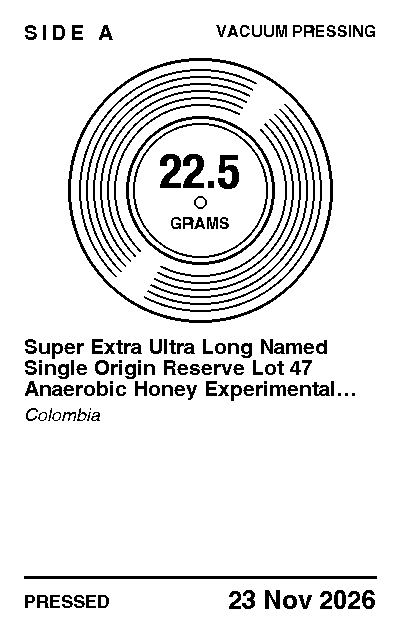 SIDE A
VACUUM PRESSING
22.5
GRAMS
Super Extra Ultra Long Named
Single Origin Reserve Lot 47
Anaerobic Honey Experimental…
Colombia
PRESSED
23 Nov 2026